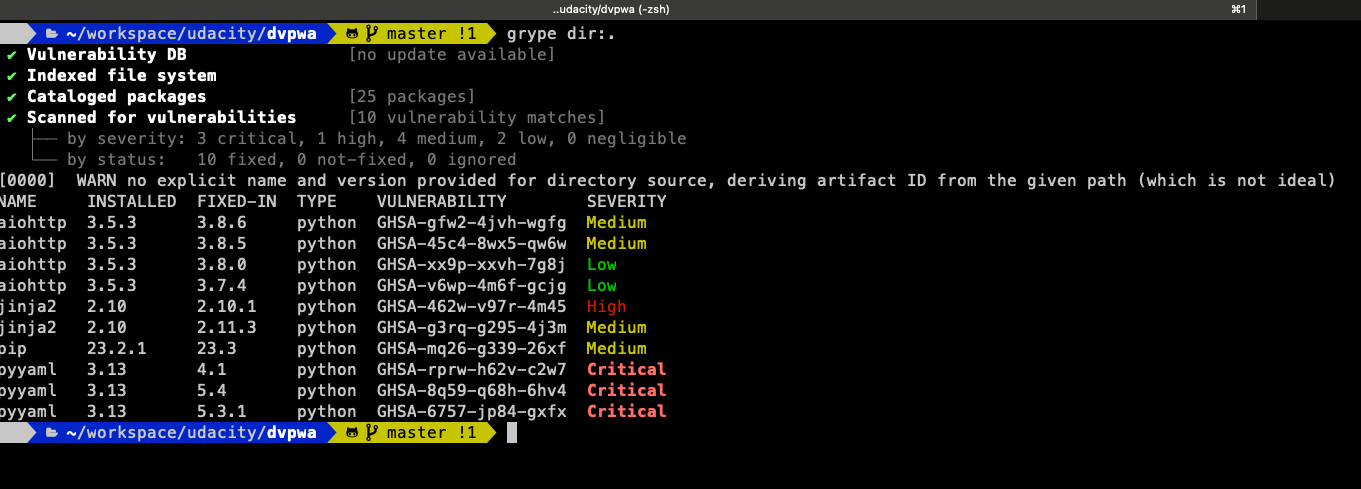 ..udacity/dvpwa (-zsh) ⌘1
~/workspace/udacity/dvpwa master !1 grype dir:.
✔ Vulnerability DB [no update available]
✔ Indexed file system
✔ Cataloged packages [25 packages]
✔ Scanned for vulnerabilities [10 vulnerability matches]
├── by severity: 3 critical, 1 high, 4 medium, 2 low, 0 negligible
└── by status: 10 fixed, 0 not-fixed, 0 ignored
[0000] WARN no explicit name and version provided for directory source, deriving artifact ID from the given path (which is not ideal)
NAME INSTALLED FIXED-IN TYPE VULNERABILITY SEVERITY
aiohttp 3.5.3 3.8.6 python GHSA-gfw2-4jvh-wgfg Medium
aiohttp 3.5.3 3.8.5 python GHSA-45c4-8wx5-qw6w Medium
aiohttp 3.5.3 3.8.0 python GHSA-xx9p-xxvh-7g8j Low
aiohttp 3.5.3 3.7.4 python GHSA-v6wp-4m6f-gcjg Low
jinja2 2.10 2.10.1 python GHSA-462w-v97r-4m45 High
jinja2 2.10 2.11.3 python GHSA-g3rq-g295-4j3m Medium
pip 23.2.1 23.3 python GHSA-mq26-g339-26xf Medium
pyyaml 3.13 4.1 python GHSA-rprw-h62v-c2w7 Critical
pyyaml 3.13 5.4 python GHSA-8q59-q68h-6hv4 Critical
pyyaml 3.13 5.3.1 python GHSA-6757-jp84-gxfx Critical
~/workspace/udacity/dvpwa master !1